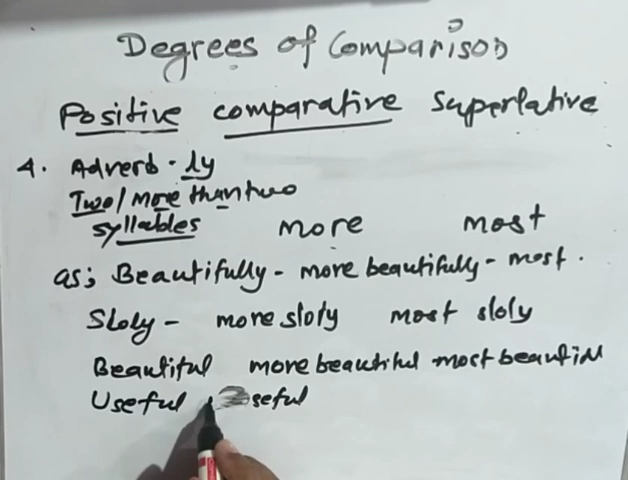 Degrees of Comparison
Positive comparative Superlative
4. Adverb - ly
Two / more than two
syllables more most
as; Beautifully - more beautifully - most.
Sloly - more sloly most sloly
Beautiful more beautiful most beautiful
Useful seful